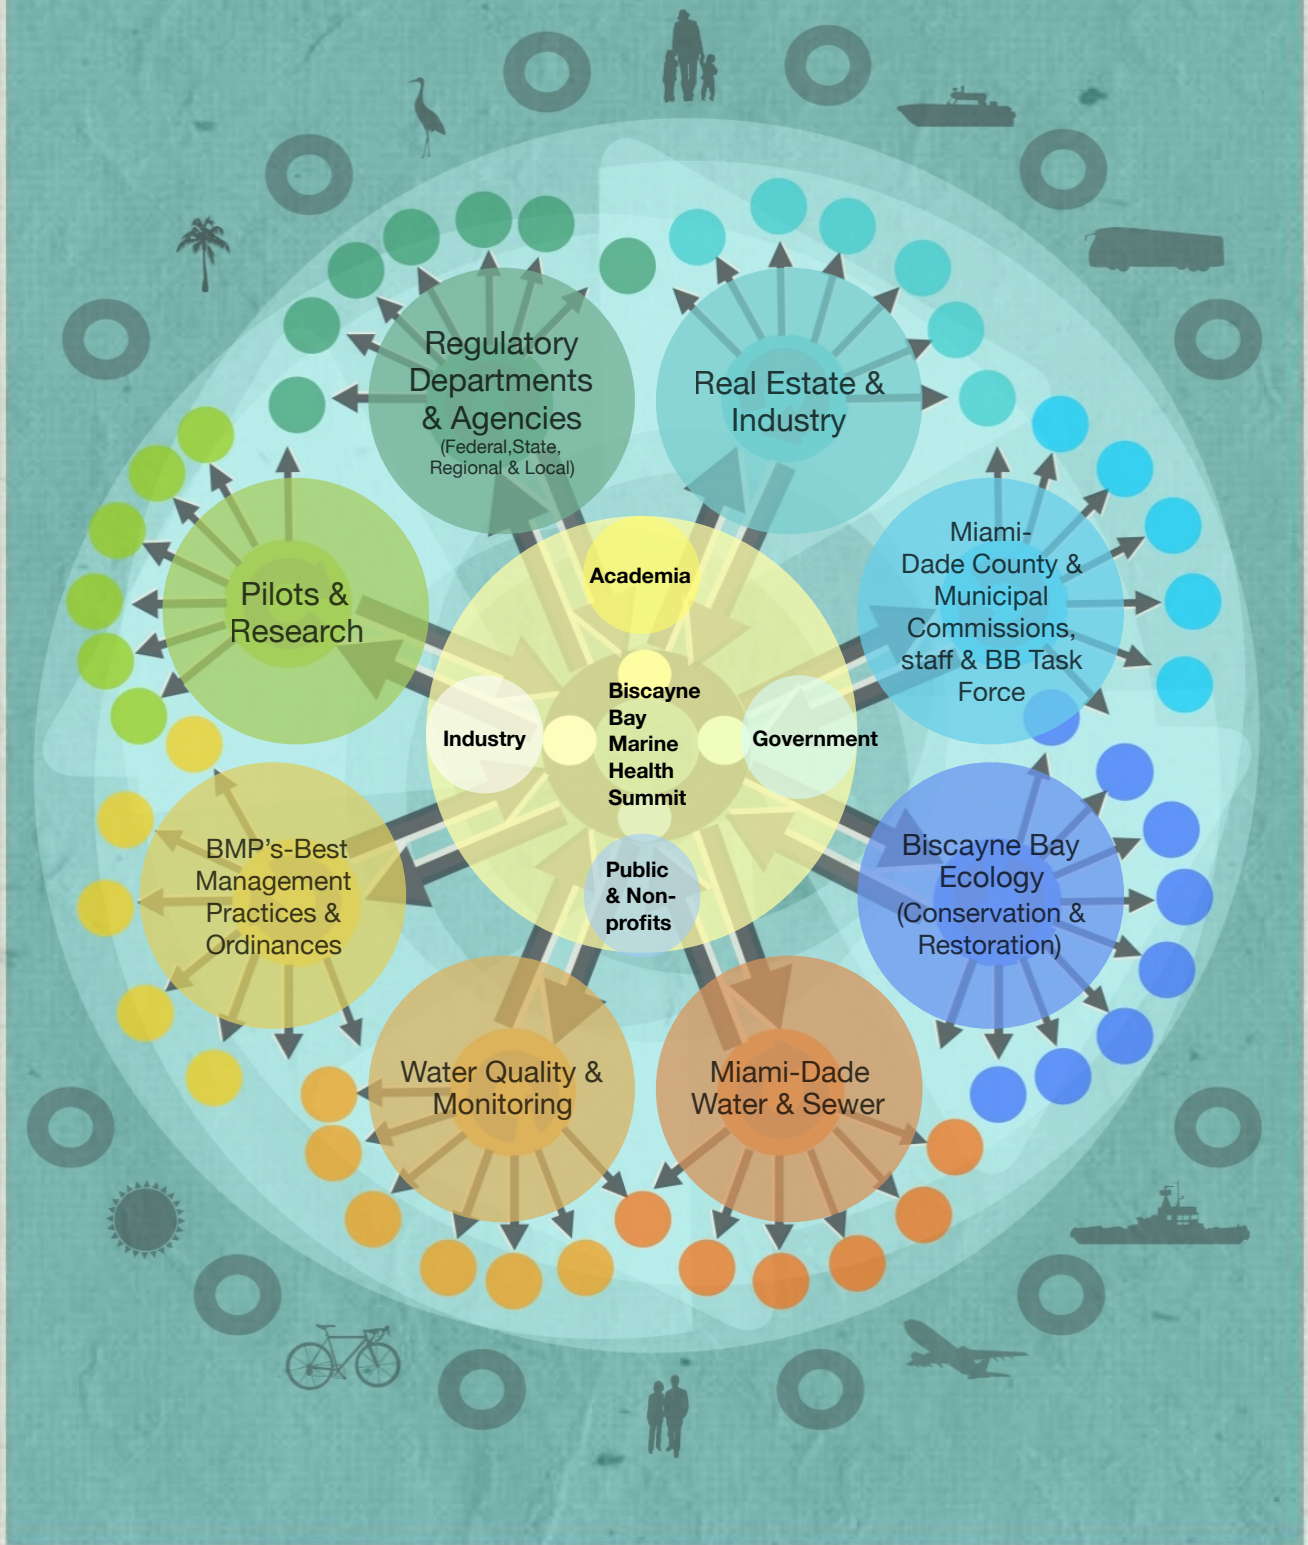 Regulatory
Departments
& Agencies
(Federal,State,
Regional & Local)
Real Estate &
Industry
Miami-
Dade County &
Municipal
Commissions,
staff & BB Task
Force
Pilots &
Research
Academia
Industry
Biscayne
Bay
Marine
Health
Summit
Government
Public
& Non-
profits
BMP's-Best
Management
Practices &
Ordinances
Biscayne Bay
Ecology
(Conservation &
Restoration)
Water Quality &
Monitoring
Miami-Dade
Water & Sewer